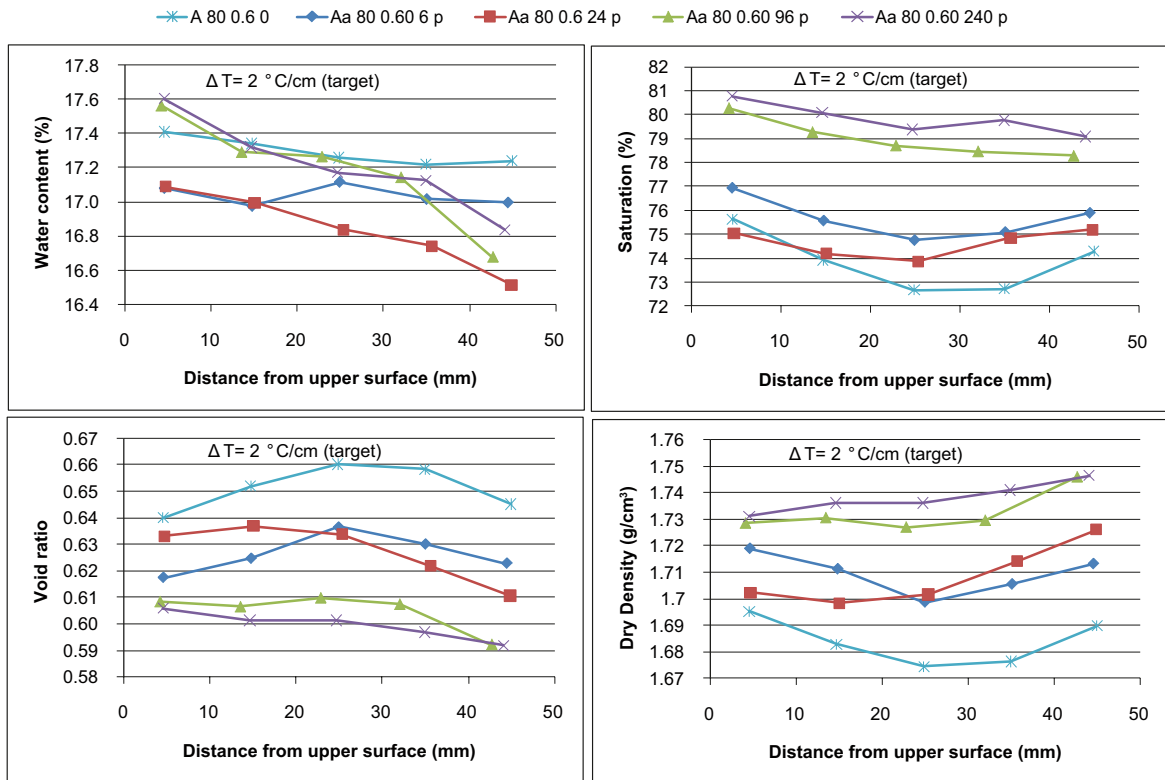 A 80 0.6 0 Aa 80 0.60 6 p Aa 80 0.6 24 p Aa 80 0.60 96 p Aa 80 0.60 240 p
Δ T= 2 °C/cm (target)
Water content (%)
17.8
17.6
17.4
17.2
17.0
16.8
16.6
16.4
0 10 20 30 40 50
Distance from upper surface (mm)
Δ T= 2 °C/cm (target)
Saturation (%)
82
81
80
79
78
77
76
75
74
73
72
0 10 20 30 40 50
Distance from upper surface (mm)
Δ T= 2 °C/cm (target)
Void ratio
0.67
0.66
0.65
0.64
0.63
0.62
0.61
0.60
0.59
0.58
0 10 20 30 40 50
Distance from upper surface (mm)
Δ T= 2 °C/cm (target)
Dry Density (g/cm³)
1.76
1.75
1.74
1.73
1.72
1.71
1.7
1.69
1.68
1.67
0 10 20 30 40 50
Distance from upper surface (mm)